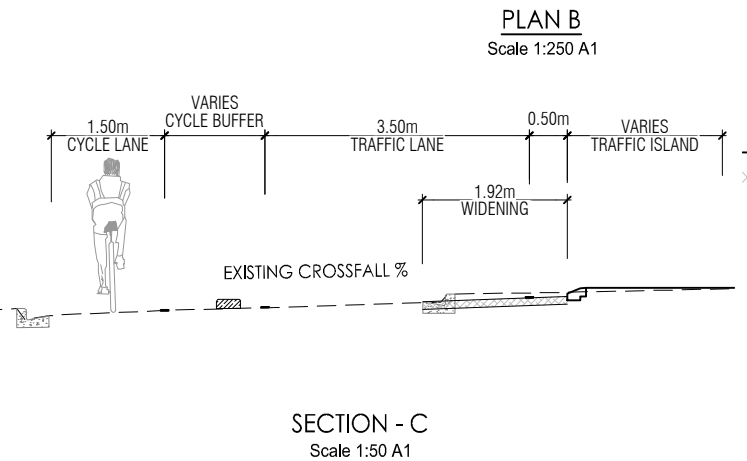 PLAN B
Scale 1:250 A1
1.50m
CYCLE LANE
VARIES
CYCLE BUFFER
3.50m
TRAFFIC LANE
0.50m
VARIES
TRAFFIC ISLAND
1.92m
WIDENING
EXISTING CROSSFALL %
SECTION - C
Scale 1:50 A1